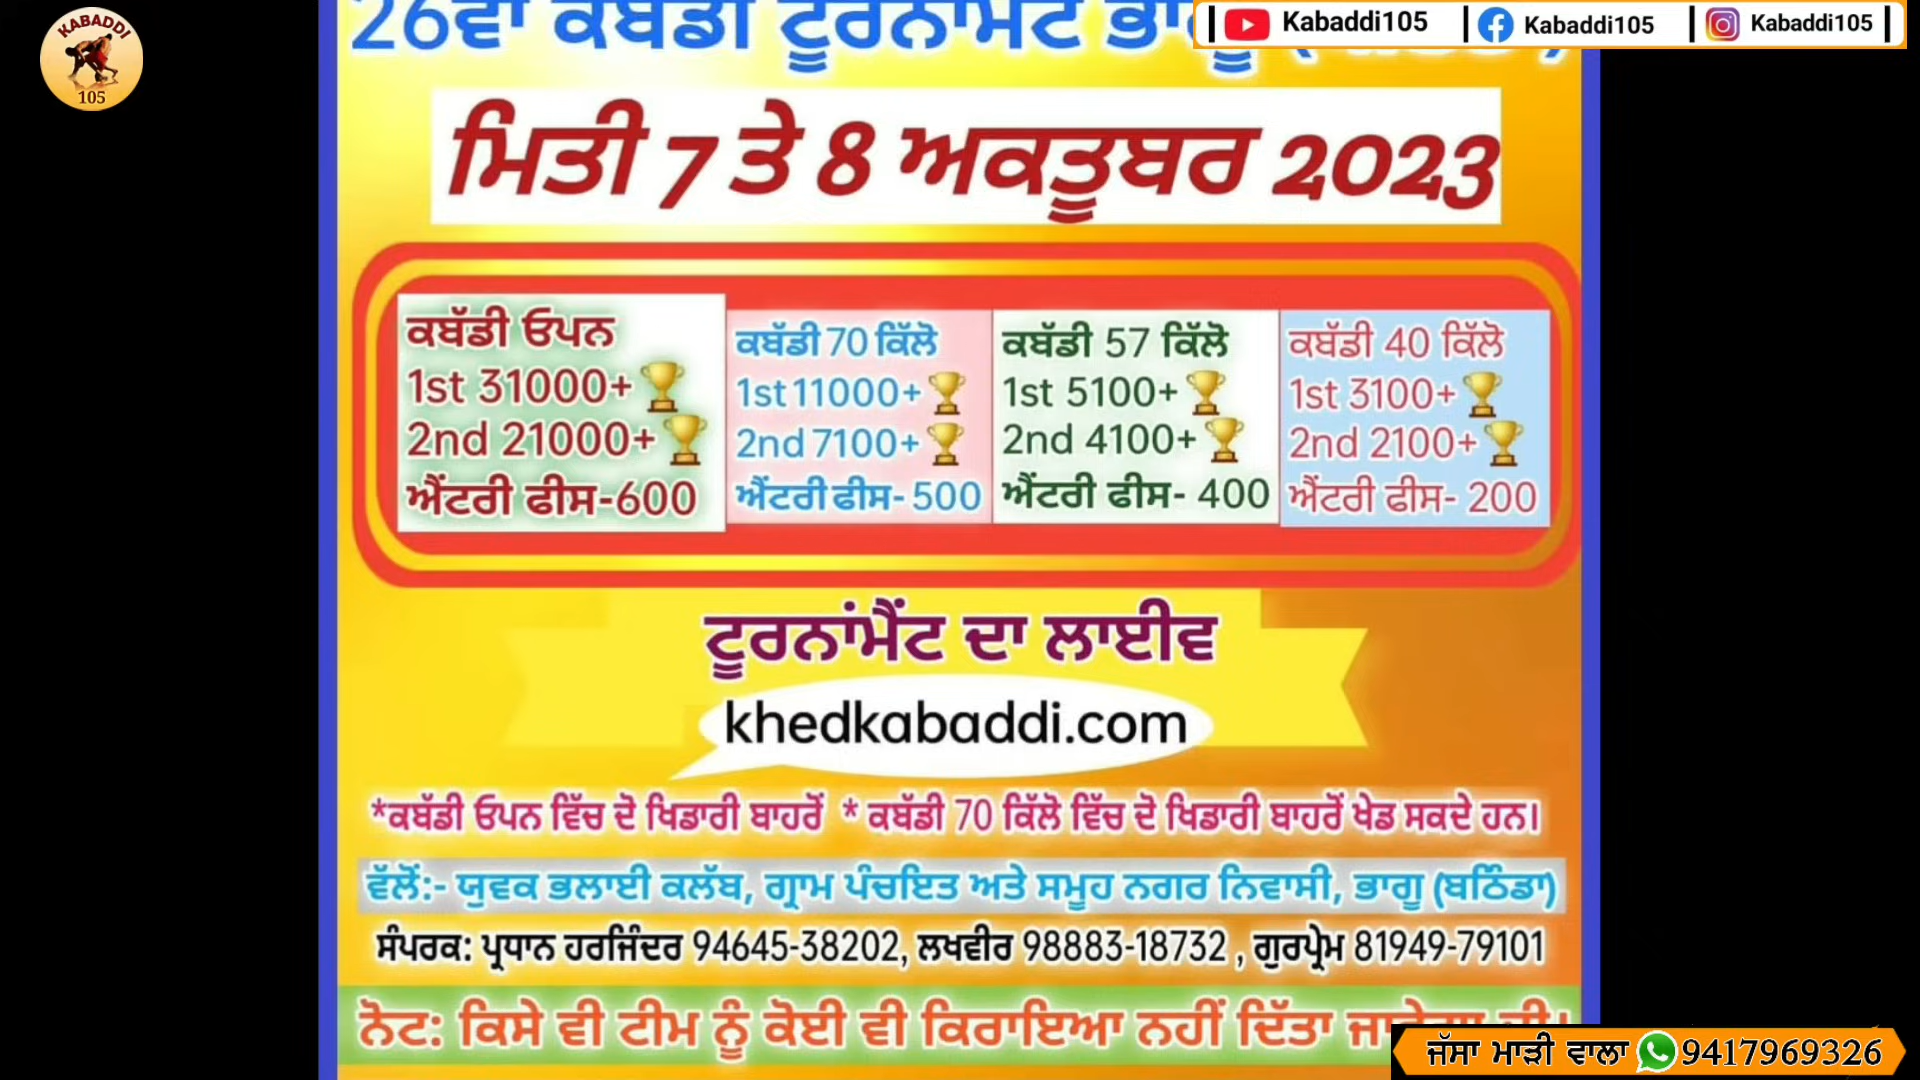 KABADDI
105
Kabaddi105
Kabaddi105
Kabaddi105
26ਵਾਂ ਕਬੱਡੀ ਟੂਰਨਾਮੈਂਟ
ਮਿਤੀ 7 ਤੇ 8 ਅਕਤੂਬਰ 2023
ਕਬੱਡੀ ਓਪਨ
1st 31000+🏆
2nd 21000+🏆
ਐਂਟਰੀ ਫੀਸ-600
ਕਬੱਡੀ 70 ਕਿੱਲੋ
1st 11000+🏆
2nd 7100+🏆
ਐਂਟਰੀ ਫੀਸ- 500
ਕਬੱਡੀ 57 ਕਿੱਲੋ
1st 5100+🏆
2nd 4100+🏆
ਐਂਟਰੀ ਫੀਸ- 400
ਕਬੱਡੀ 40 ਕਿੱਲੋ
1st 3100+🏆
2nd 2100+🏆
ਐਂਟਰੀ ਫੀਸ- 200
ਟੂਰਨਾਂਮੈਂਟ ਦਾ ਲਾਈਵ
khedkabaddi.com
*ਕਬੱਡੀ ਓਪਨ ਵਿੱਚ ਦੋ ਖਿਡਾਰੀ ਬਾਹਰੋਂ * ਕਬੱਡੀ 70 ਕਿੱਲੋ ਵਿੱਚ ਦੋ ਖਿਡਾਰੀ ਬਾਹਰੋਂ ਖੇਡ ਸਕਦੇ ਹਨ।
ਵੱਲੋਂ:- ਯੁਵਕ ਭਲਾਈ ਕਲੱਬ, ਗ੍ਰਾਮ ਪੰਚਇਤ ਅਤੇ ਸਮੂਹ ਨਗਰ ਨਿਵਾਸੀ, ਭਾਗੂ (ਬਠਿੰਡਾ)
ਸੰਪਰਕ: ਪ੍ਰਧਾਨ ਹਰਜਿੰਦਰ 94645-38202, ਲਖਵੀਰ 98883-18732 , ਗੁਰਪ੍ਰੇਮ 81949-79101
ਨੋਟ: ਕਿਸੇ ਵੀ ਟੀਮ ਨੂੰ ਕੋਈ ਵੀ ਕਿਰਾਇਆ ਨਹੀਂ ਦਿੱਤਾ
ਜੱਸਾ ਮਾੜੀ ਵਾਲਾ 9417969326